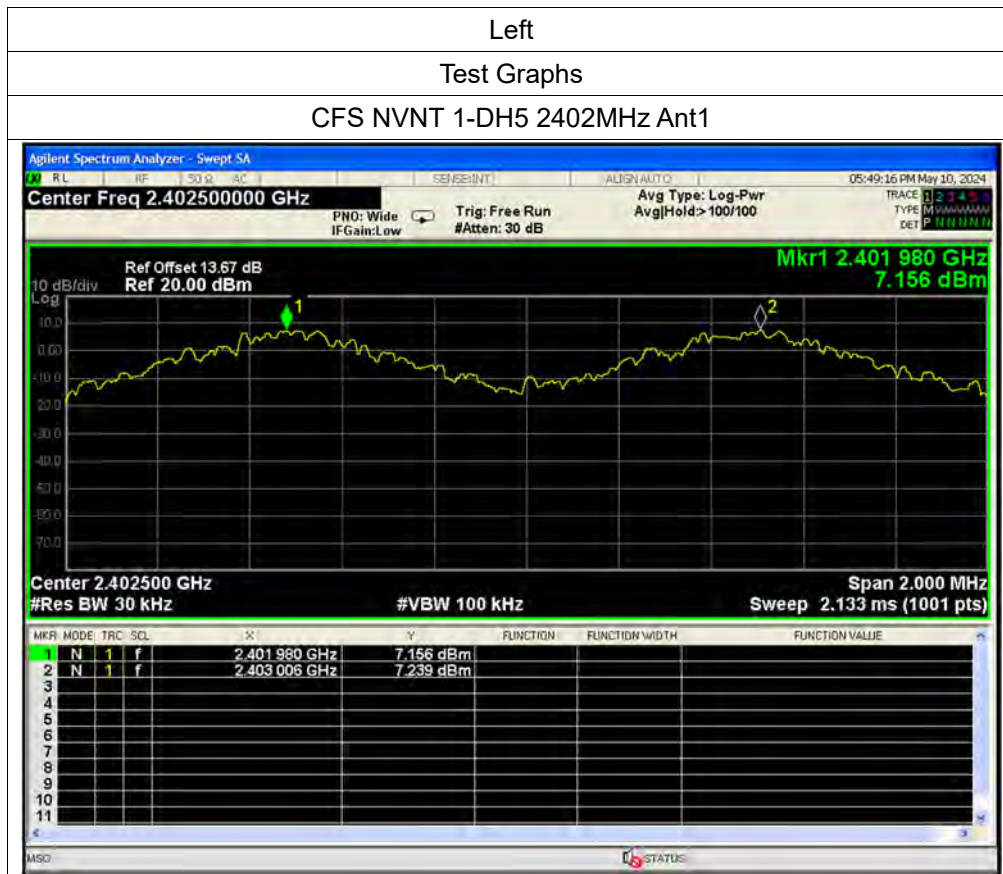 Left
Test Graphs
CFS NVNT 1-DH5 2402MHz Ant1
Agilent Spectrum Analyzer - Swept SA
RL RF 50 Ω AC SENSE:INT ALIGN AUTO 05:49:16 PM May 10, 2024
Center Freq 2.402500000 GHz
PNO: Wide
IFGain:Low
Trig: Free Run
#Atten: 30 dB
Avg Type: Log-Pwr
Avg|Hold:>100/100
TRACE 1 2 3 4 5 6
TYPE M
DET P N N N N N
Mkr1 2.401 980 GHz
7.156 dBm
Ref Offset 13.67 dB
10 dB/div Ref 20.00 dBm
Log
1
2
10.0
0.00
-10.0
-20.0
-30.0
-40.0
-50.0
-60.0
-70.0
Center 2.402500 GHz Span 2.000 MHz
#Res BW 30 kHz #VBW 100 kHz Sweep 2.133 ms (1001 pts)
MKR MODE TRC SCL X Y FUNCTION FUNCTION WIDTH FUNCTION VALUE
1 N 1 f 2.401 980 GHz 7.156 dBm
2 N 1 f 2.403 006 GHz 7.239 dBm
3
4
5
6
7
8
9
10
11
MSG STATUS